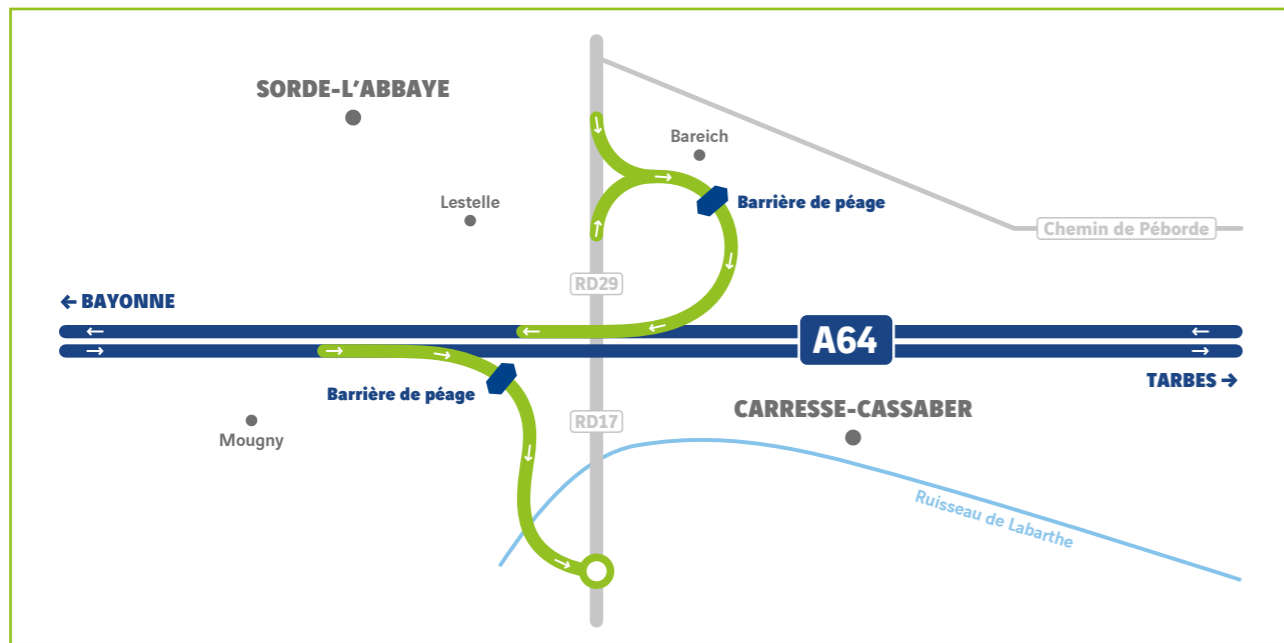 SORDE-L'ABBAYE
Bareich
Lestelle
Barrière de péage
Chemin de Péborde
RD29
← BAYONNE
A64
TARBES →
Barrière de péage
CARRESSE-CASSABER
RD17
Mougny
Ruisseau de Labarthe